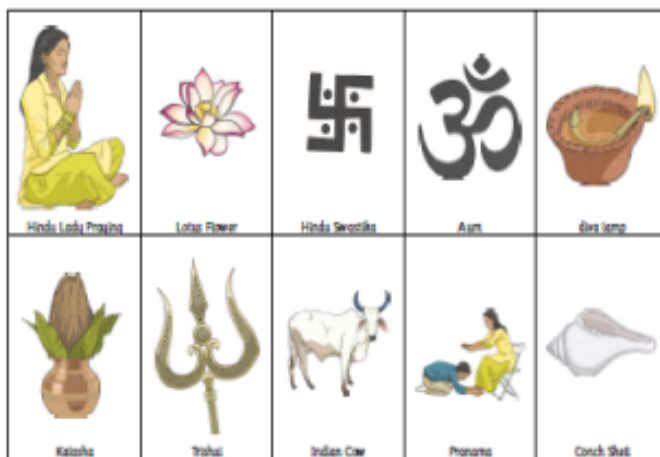 Hindu Lady Praying
Lotus Flower
Hindu Swastika
Aum
diva lamp
Kalasha
Trishul
Indian Cow
Pranama
Conch Shell